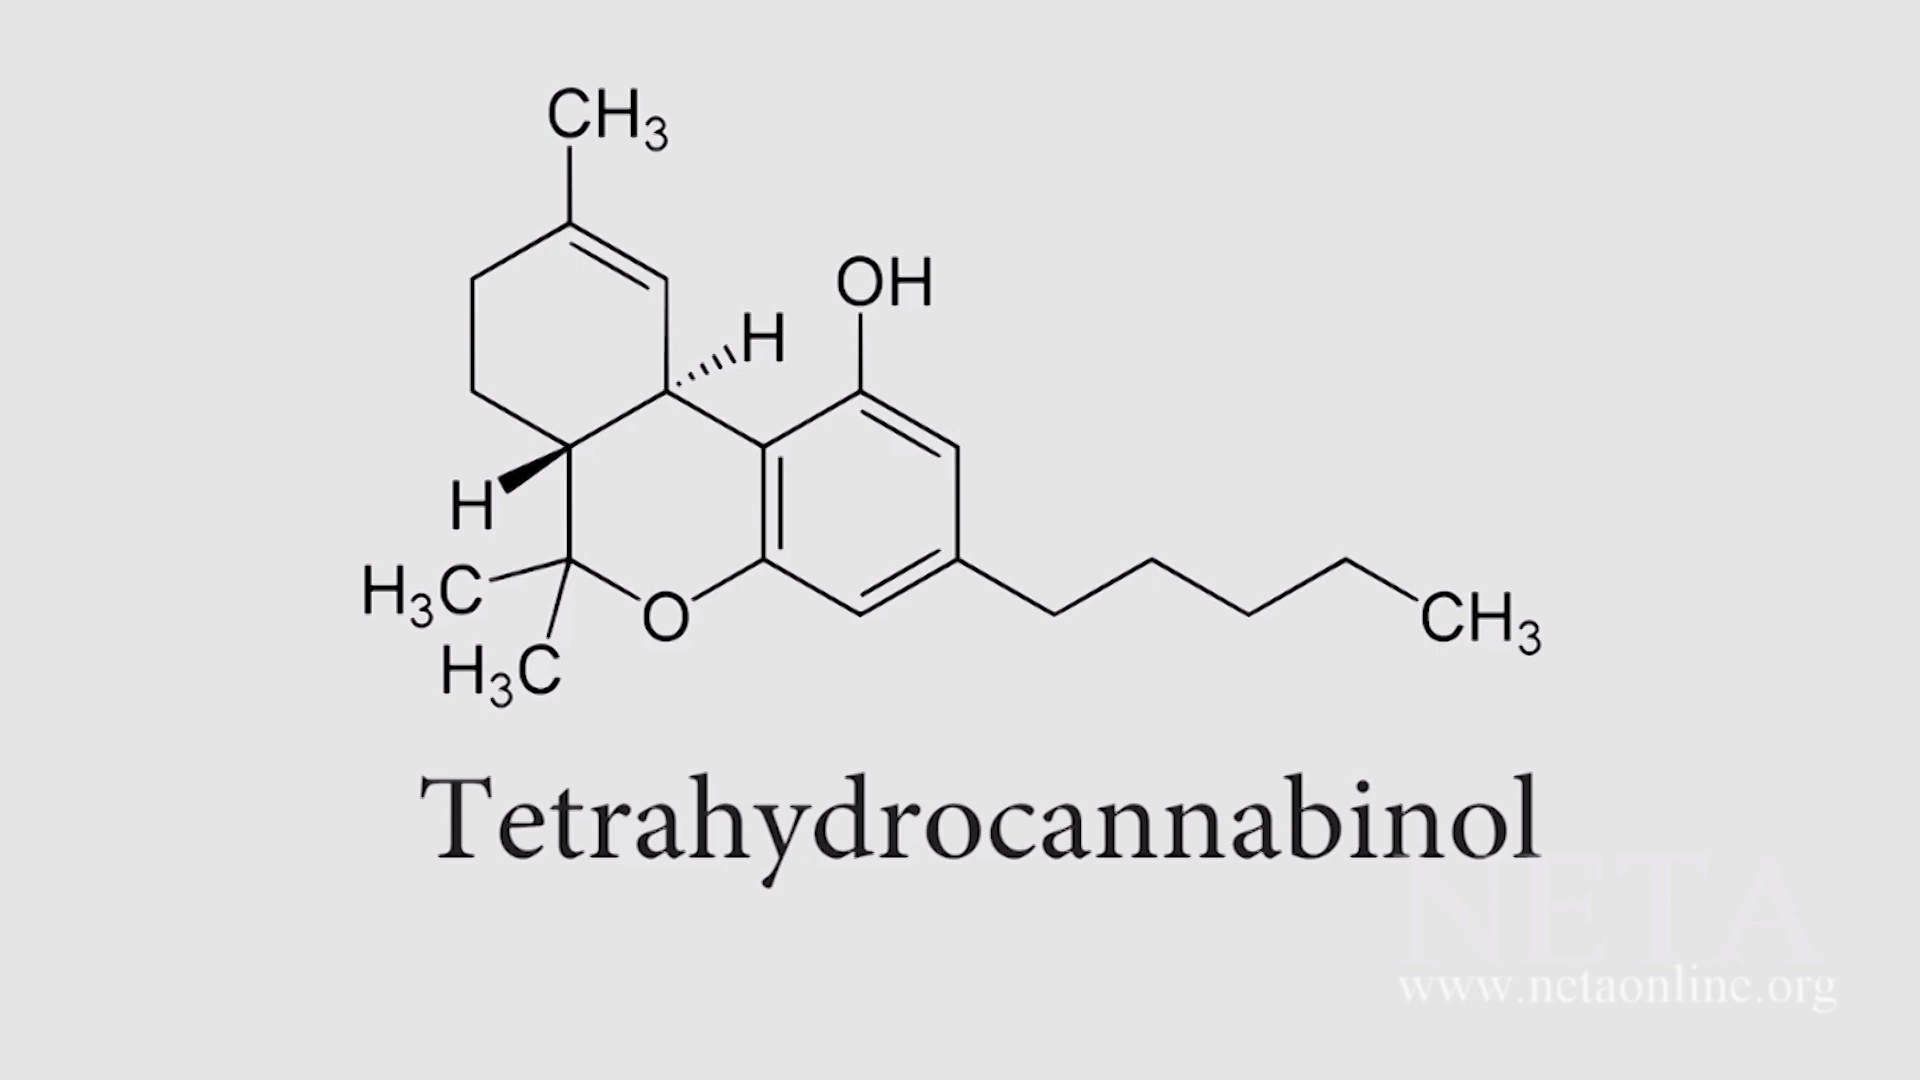 CH3
OH
H
H
H3C
O
CH3
H3C
Tetrahydrocannabinol
NETA
www.netaonline.org